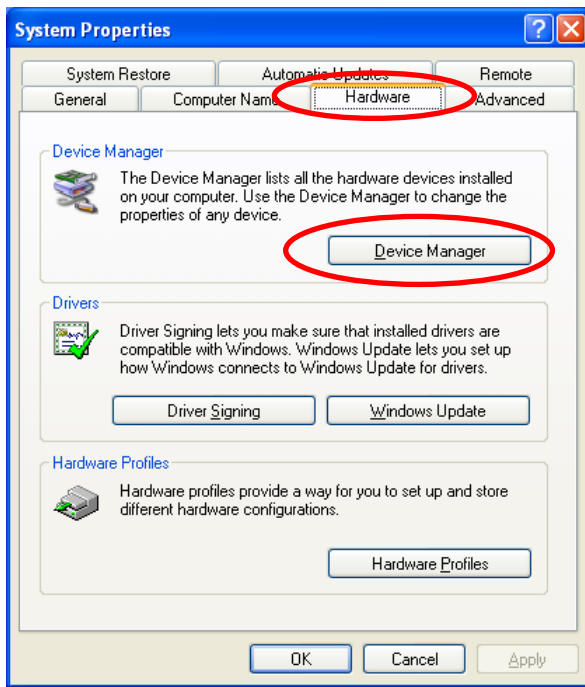 System Properties
System Restore Automatic Updates Remote
General Computer Name Hardware Advanced
Device Manager
The Device Manager lists all the hardware devices installed
on your computer. Use the Device Manager to change the
properties of any device.
Device Manager
Drivers
Driver Signing lets you make sure that installed drivers are
compatible with Windows. Windows Update lets you set up
how Windows connects to Windows Update for drivers.
Driver Signing Windows Update
Hardware Profiles
Hardware profiles provide a way for you to set up and store
different hardware configurations.
Hardware Profiles
OK Cancel Apply